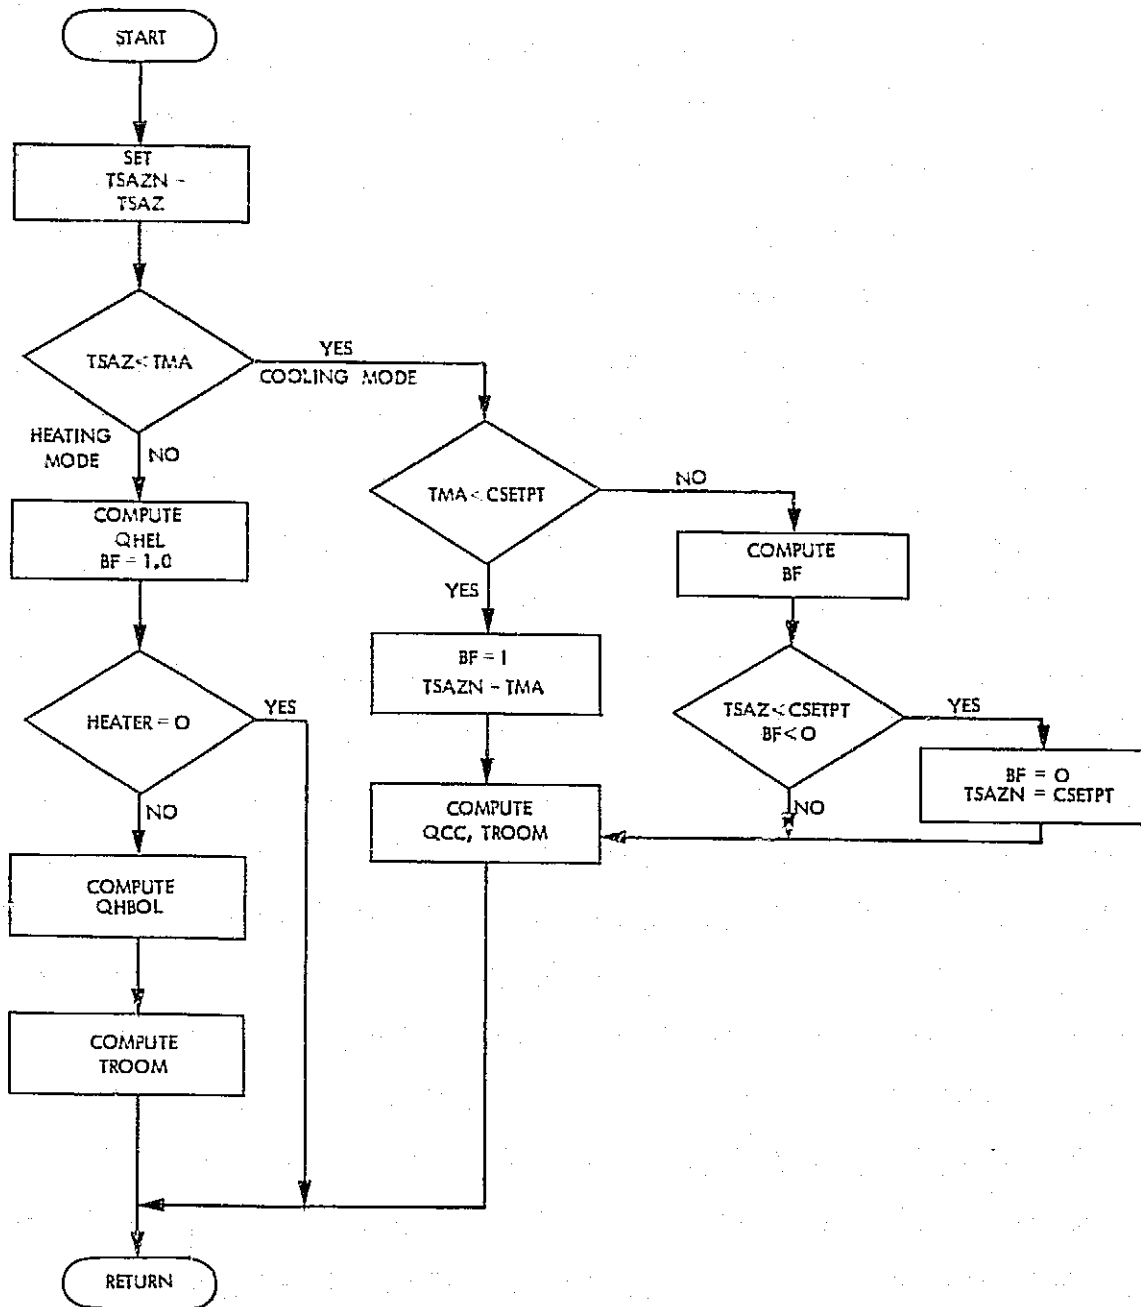 START
SET
TSAZN -
TSAZ
TSAZ< TMA
YES
COOLING MODE
HEATING
MODE
NO
COMPUTE
QHEL
BF = 1.0
HEATER = O
YES
NO
COMPUTE
QHBOL
COMPUTE
TROOM
RETURN
TMA < CSETPT
NO
YES
BF = 1
TSAZN - TMA
COMPUTE
QCC, TROOM
COMPUTE
BF
TSAZ< CSETPT
BF< O
YES
NO
BF = O
TSAZN = CSETPT